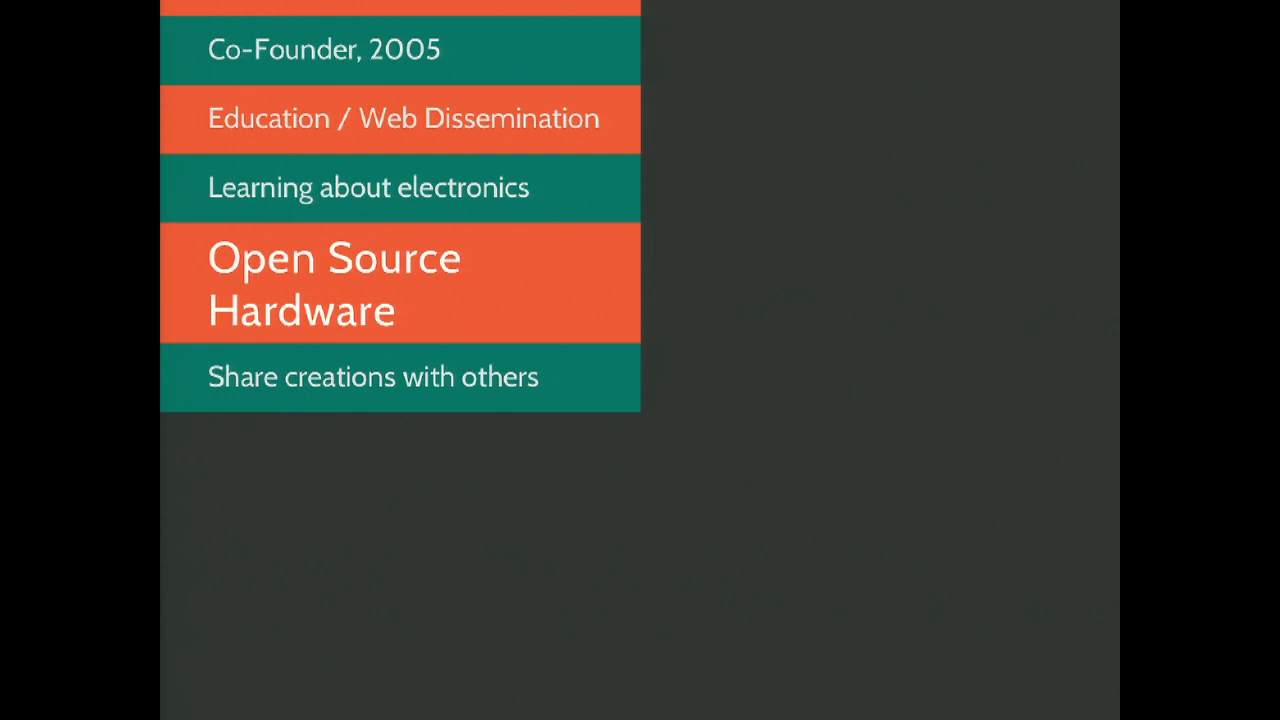 Co-Founder, 2005
Education / Web Dissemination
Learning about electronics
Open Source
Hardware
Share creations with others